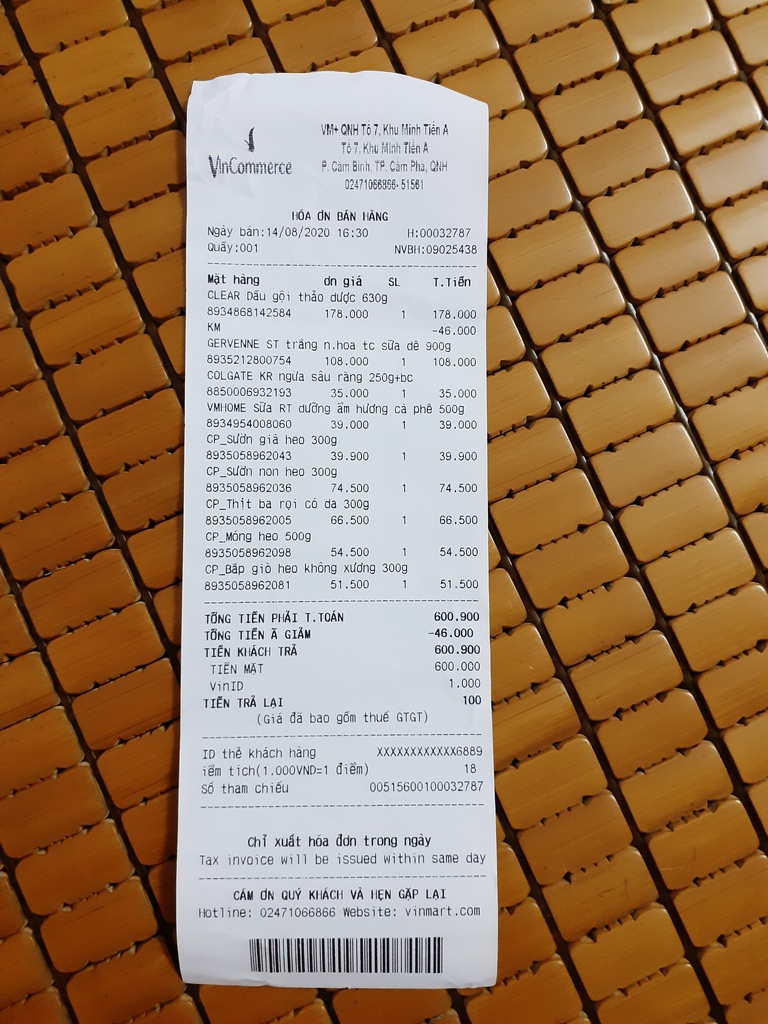 VinCommerce
VM+ QNH Tổ 7, Khu Minh Tiến A
Tổ 7, Khu Minh Tiến A
P. Cẩm Bình, TP. Cẩm Phả, QNH
02471066866-51561
HÓA ƠN BÁN HÀNG
Ngày bán:14/08/2020 16:30 H:00032787
Quầy:001 NVBH:09025438
Mặt hàng ơn giá SL T.Tiền
CLEAR Dầu gội thảo dược 630g
8934868142584 178.000 1 178.000
KM -46.000
GERVENNE ST trắng n.hoa tc sữa dê 900g
8935212800754 108.000 1 108.000
COLGATE KR ngừa sâu răng 250g+bc
8850006932193 35.000 1 35.000
VMHOME Sữa RT dưỡng ẩm hương cà phê 500g
8934954008060 39.000 1 39.000
CP_Sườn già heo 300g
8935058962043 39.900 1 39.900
CP_Sườn non heo 300g
8935058962036 74.500 1 74.500
CP_Thịt ba rọi có da 300g
8935058962005 66.500 1 66.500
CP_Móng heo 500g
8935058962098 54.500 1 54.500
CP_Bắp giò heo không xương 300g
8935058962081 51.500 1 51.500
TỔNG TIỀN PHẢI T.TOÁN 600.900
TỔNG TIỀN Ã GIẢM -46.000
TIỀN KHÁCH TRẢ 600.900
TIỀN MẶT 600.000
VinID 1.000
TIỀN TRẢ LẠI 100
(Giá đã bao gồm thuế GTGT)
ID thẻ khách hàng XXXXXXXXXXXX6889
iểm tích(1.000VND=1 điểm) 18
Số tham chiếu 00515600100032787
Chỉ xuất hóa đơn trong ngày
Tax invoice will be issued within same day
CẢM ƠN QUÝ KHÁCH VÀ HẸN GẶP LẠI
Hotline: 02471066866 Website: vinmart.com